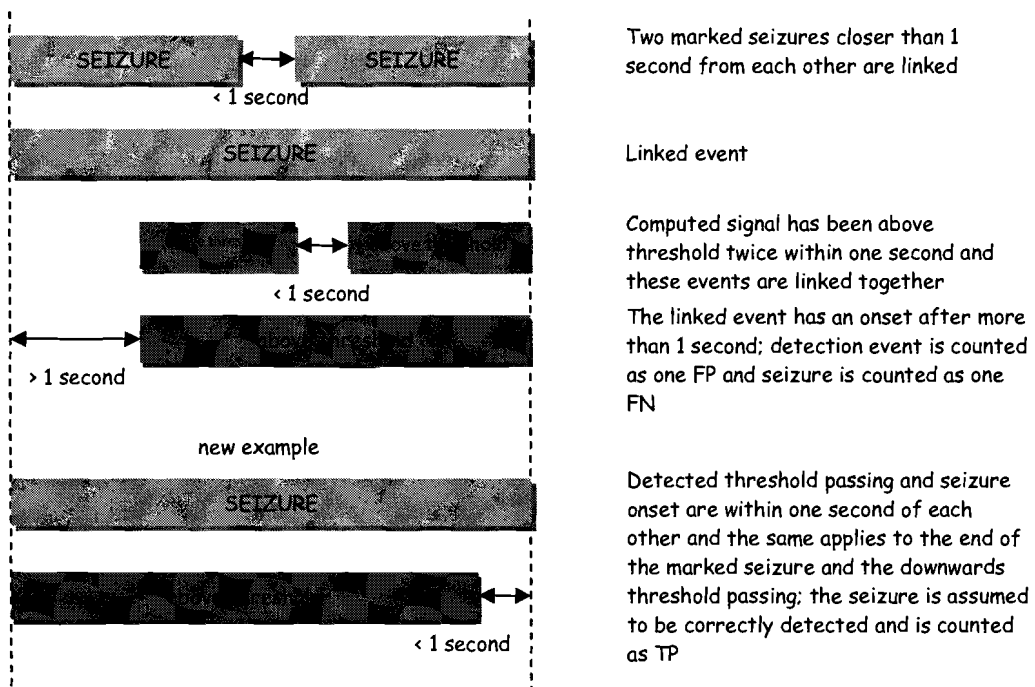 SEIZURE
SEIZURE
< 1 second
Two marked seizures closer than 1
second from each other are linked
SEIZURE
Linked event
< 1 second
Computed signal has been above
threshold twice within one second and
these events are linked together
above threshold
> 1 second
The linked event has an onset after more
than 1 second; detection event is counted
as one FP and seizure is counted as one
FN
new example
SEIZURE
< 1 second
Detected threshold passing and seizure
onset are within one second of each
other and the same applies to the end of
the marked seizure and the downwards
threshold passing; the seizure is assumed
to be correctly detected and is counted
as TP